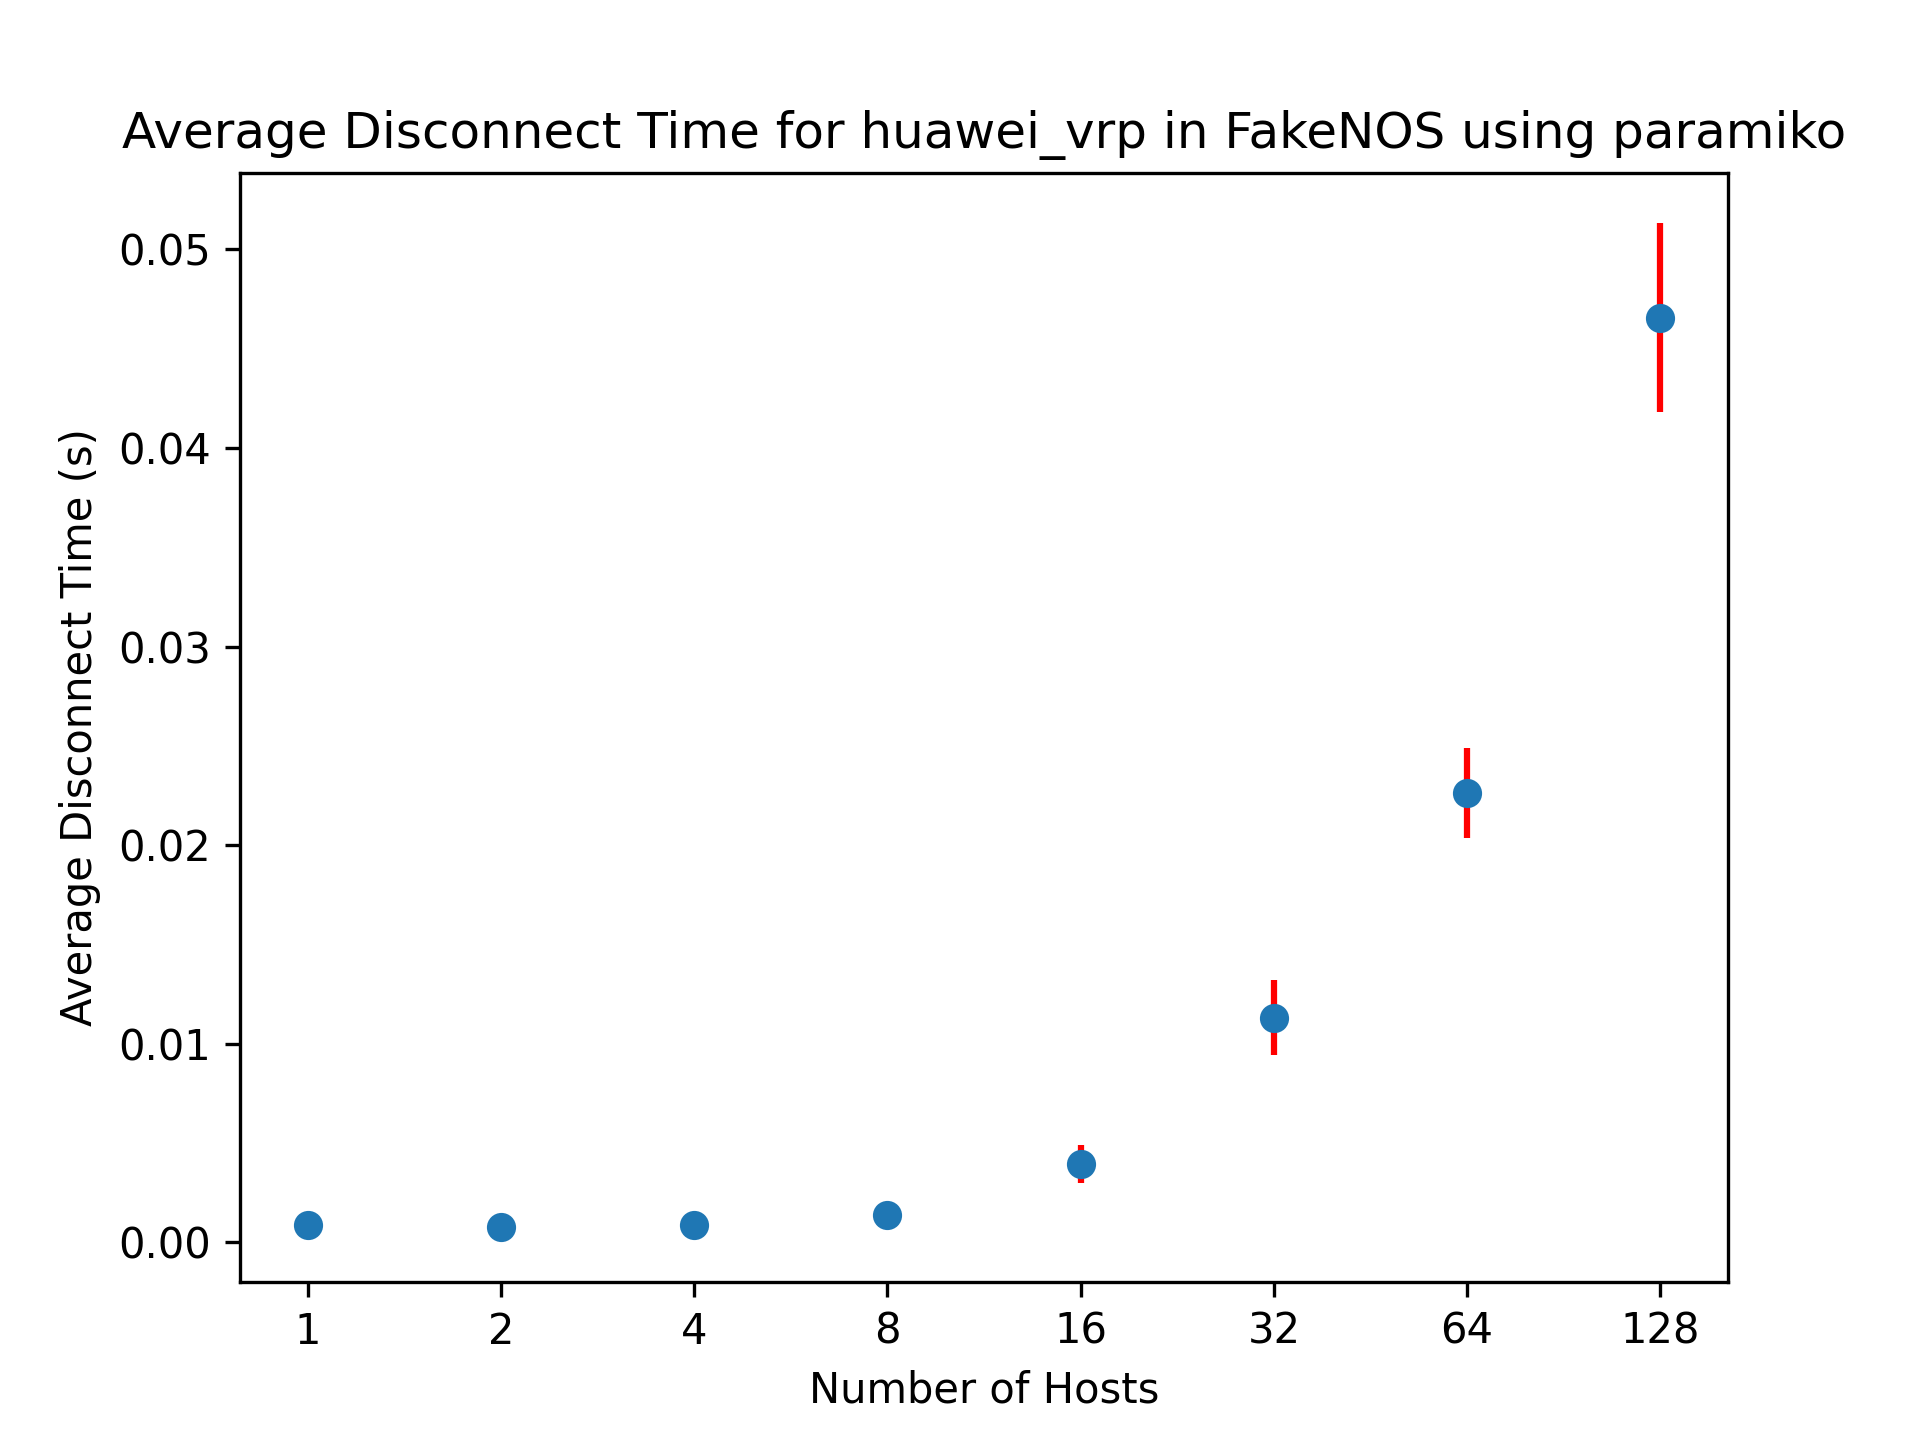 Average Disconnect Time for huawei_vrp in FakeNOS using paramiko
Average Disconnect Time (s)
0.05
0.04
0.03
0.02
0.01
0.00
1 2 4 8 16 32 64 128
Number of Hosts